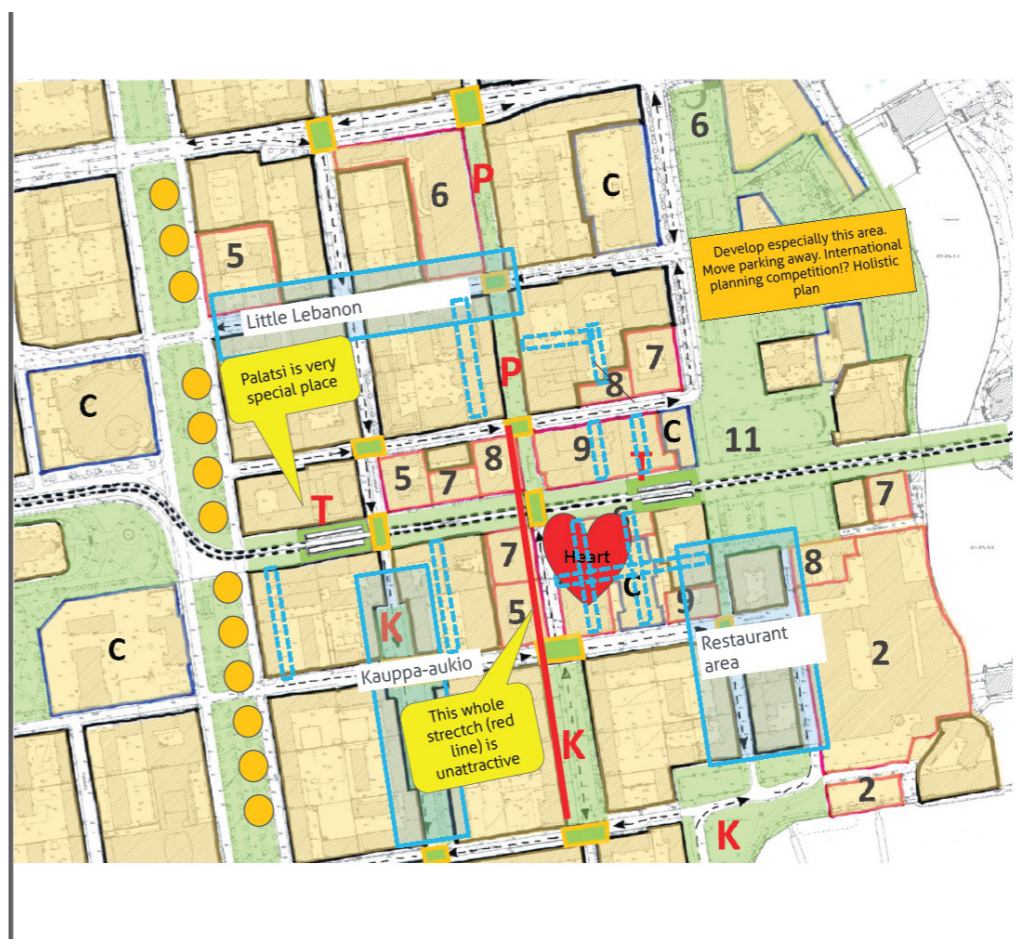 6
P
6
C
5
Develop especially this area.
Move parking away. International
planning competition!? Holistic
plan
Little Lebanon
Palatsi is very
special place
P
7
8
C
C
9
8
11
5
7
T
T
7
7
Heart
8
C
K
5
9
C
Restaurant
area
2
Kauppa-aukio
This whole
strectch (red
line) is
unattractive
K
2
K